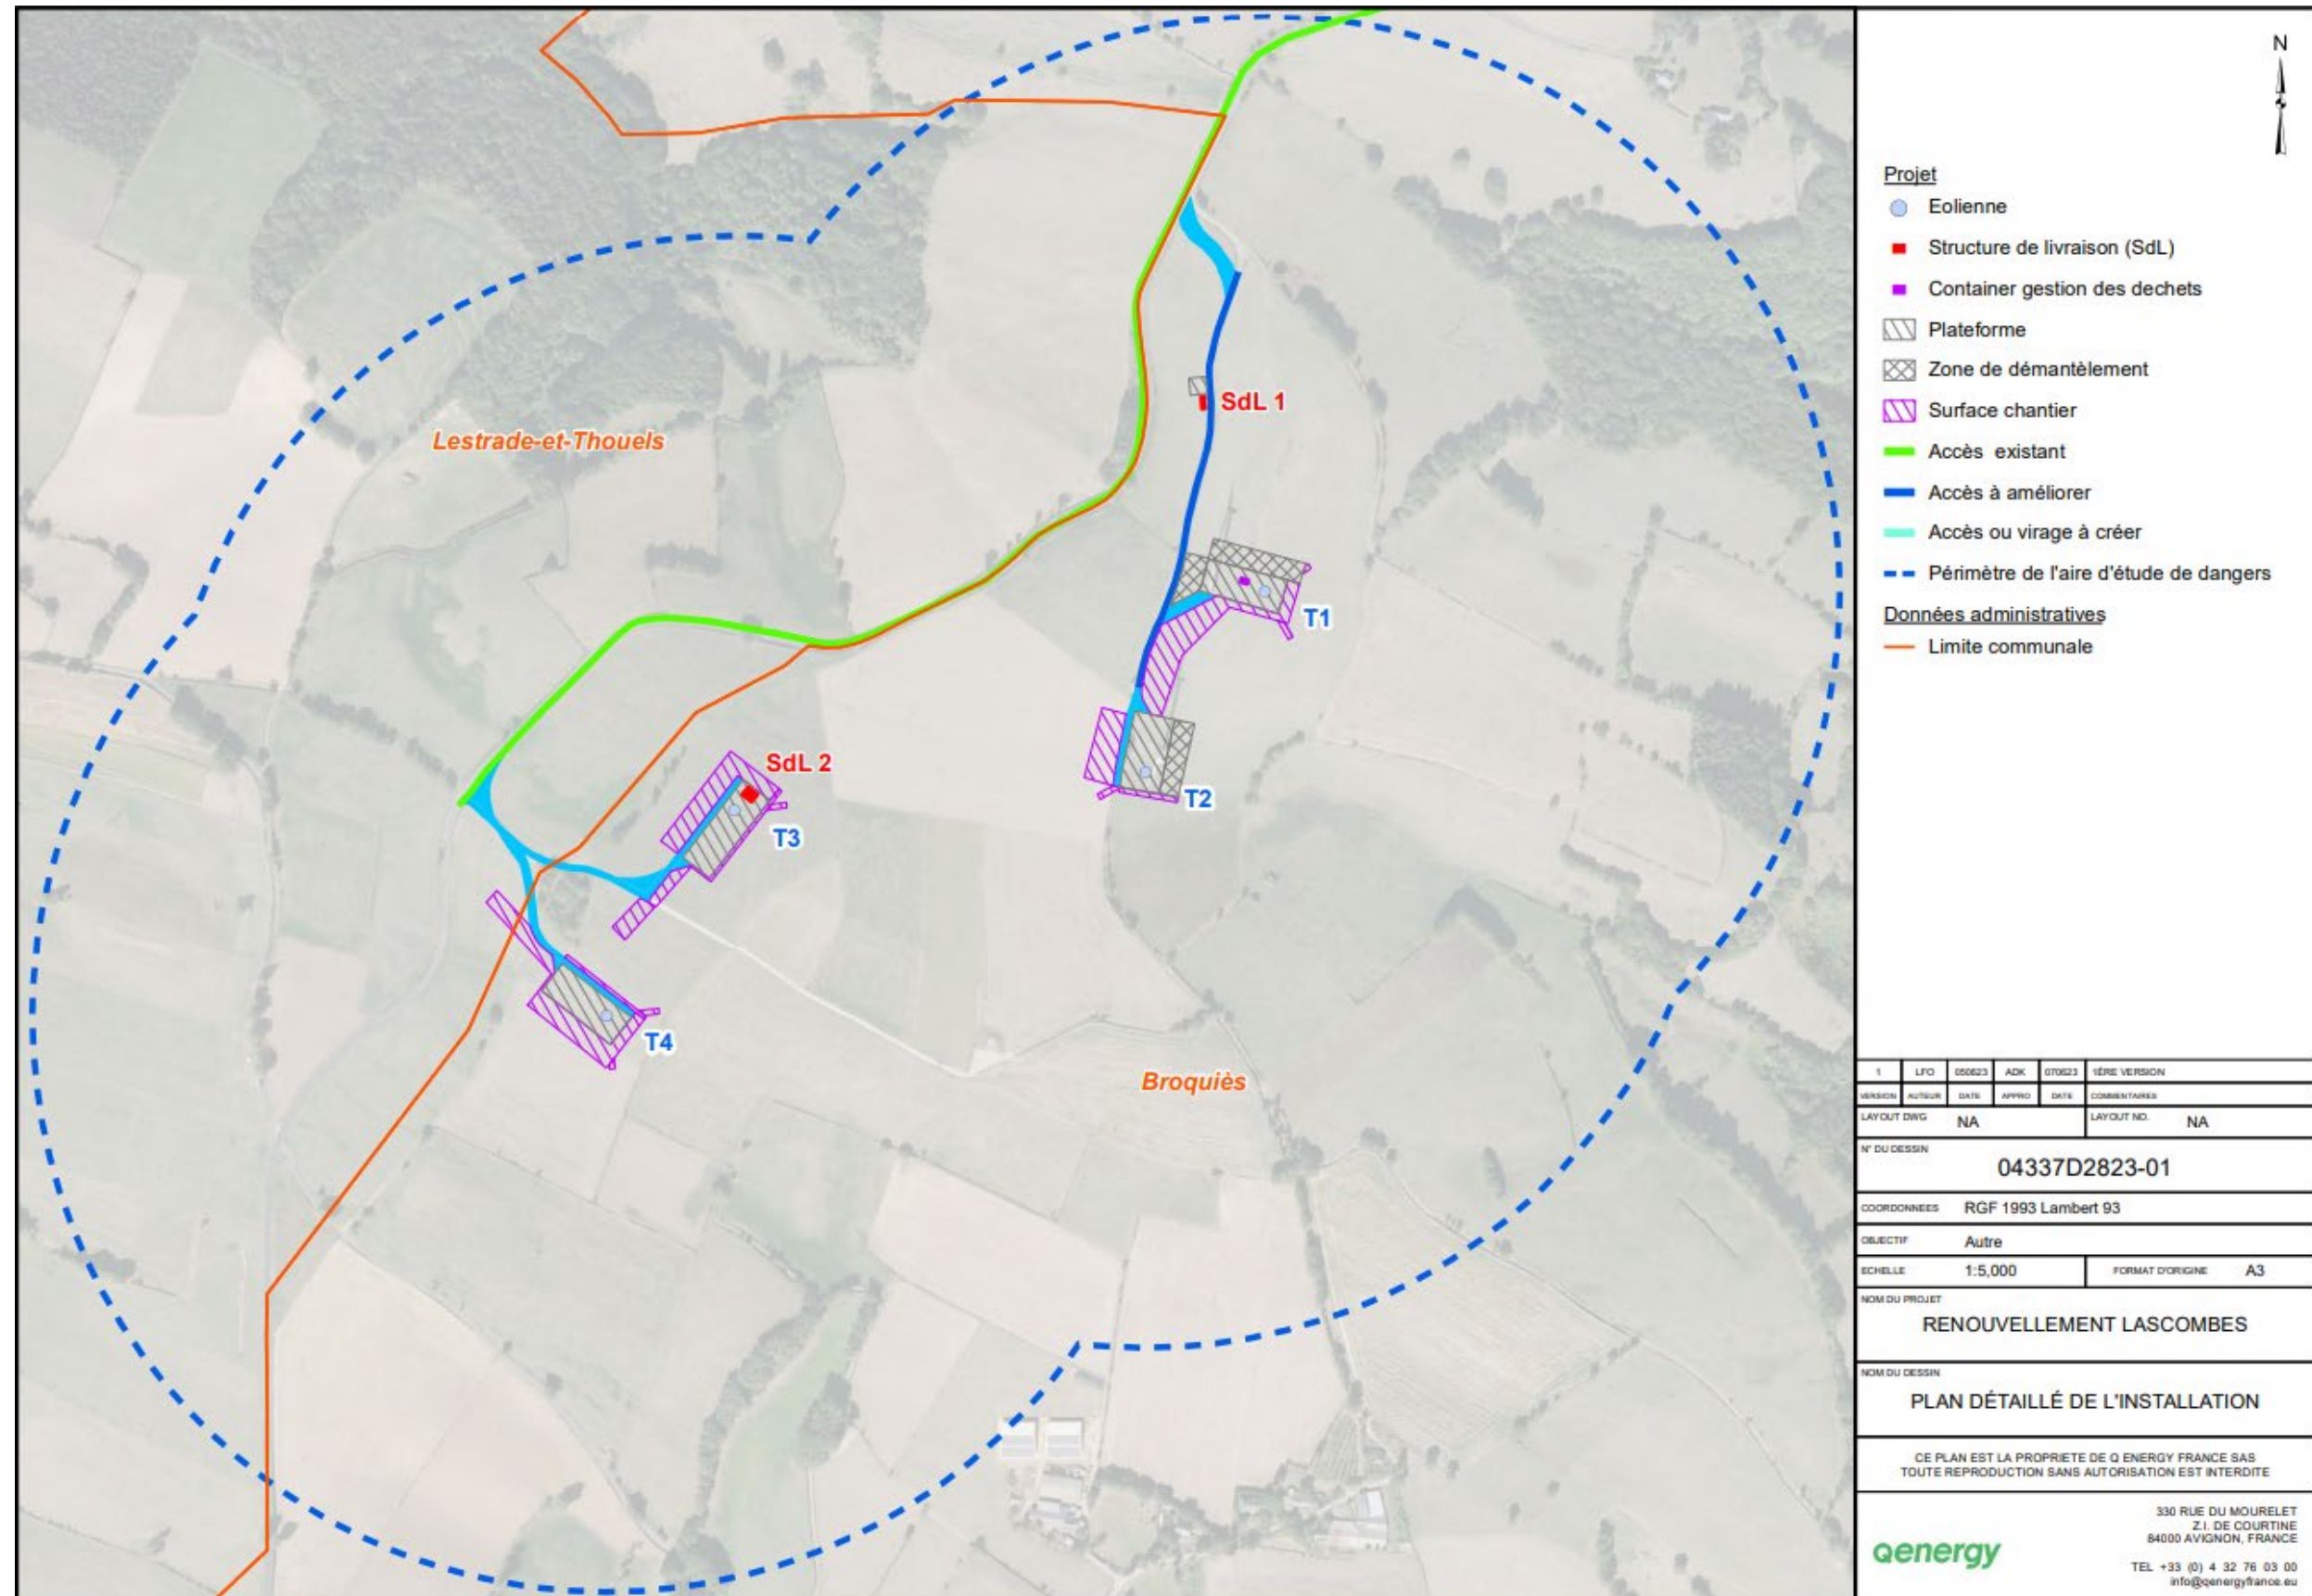 Lestrade-et-Thouels
SdL 1
T1
T2
SdL 2
T3
T4
Broquiès
N
Projet
Eolienne
Structure de livraison (SdL)
Container gestion des dechets
Plateforme
Zone de démantèlement
Surface chantier
Accès existant
Accès à améliorer
Accès ou virage à créer
Périmètre de l'aire d'étude de dangers
Données administratives
Limite communale
1 LFO 050623 ADK 070623 1ÈRE VERSION
VERSION AUTEUR DATE APPRO DATE COMMENTAIRES
LAYOUT DWG NA LAYOUT NO. NA
N° DU DESSIN
04337D2823-01
COORDONNEES RGF 1993 Lambert 93
OBJECTIF Autre
ECHELLE 1:5,000 FORMAT D'ORIGINE A3
NOM DU PROJET
RENOUVELLEMENT LASCOMBES
NOM DU DESSIN
PLAN DÉTAILLÉ DE L'INSTALLATION
CE PLAN EST LA PROPRIETE DE Q ENERGY FRANCE SAS
TOUTE REPRODUCTION SANS AUTORISATION EST INTERDITE
qenergy
330 RUE DU MOURELET
Z.I. DE COURTINE
84000 AVIGNON, FRANCE
TEL +33 (0) 4 32 76 03 00
info@qenergyfrance.eu